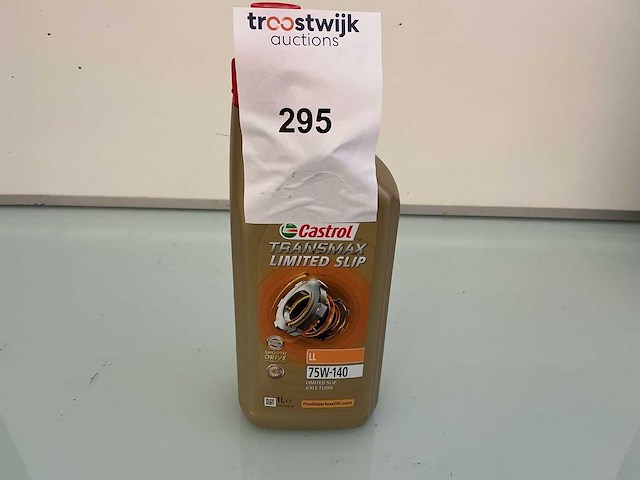 troostwijk
auctions
295
Castrol
TRANSMAX
LIMITED SLIP
SMOOTH
DRIVE
LL
75W-140
LIMITED SLIP
AXLE FLUID
1L